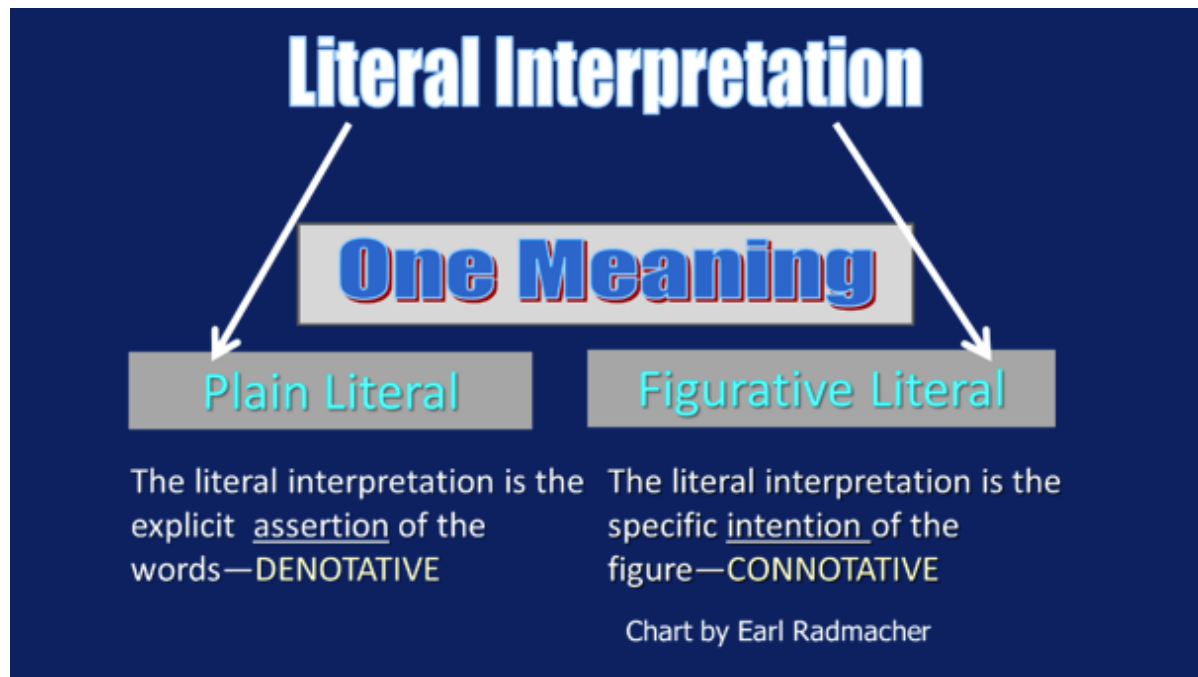 Literal Interpretation
One Meaning
Plain Literal
The literal interpretation is the
explicit assertion of the
words—DENOTATIVE
Figurative Literal
The literal interpretation is the
specific intention of the
figure—CONNOTATIVE
Chart by Earl Radmacher